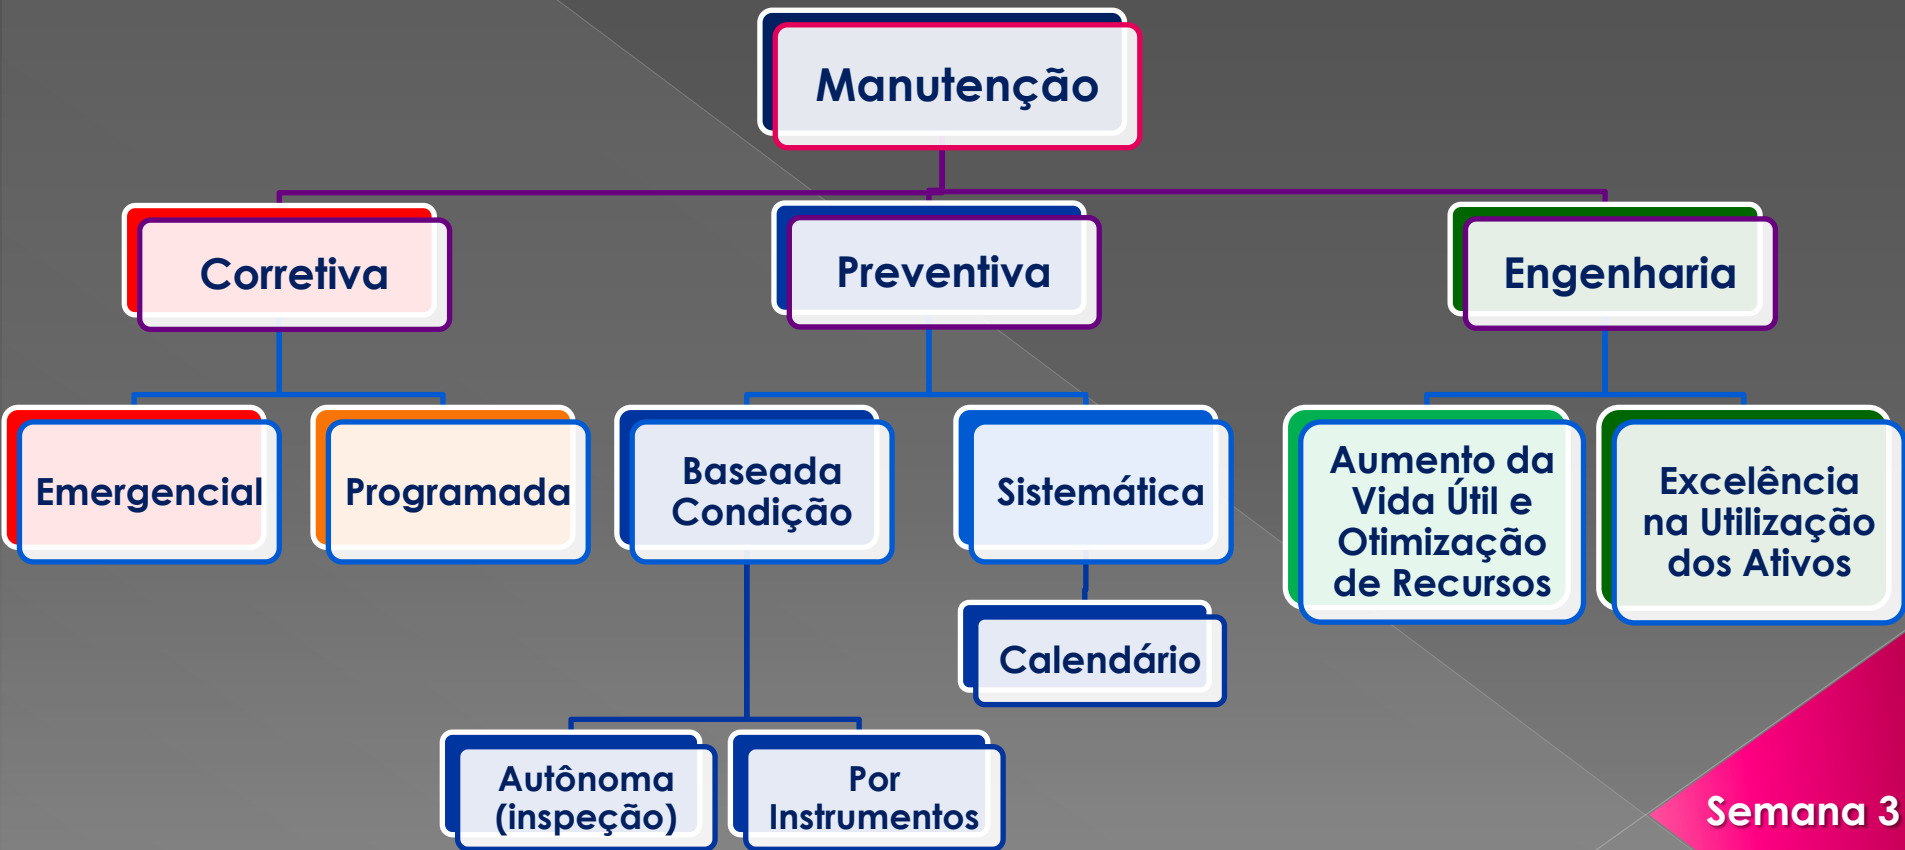 Manutenção
Corretiva
Preventiva
Engenharia
Emergencial
Programada
Baseada
Condição
Sistemática
Aumento da
Vida Útil e
Otimização
de Recursos
Excelência
na Utilização
dos Ativos
Calendário
Autônoma
(inspeção)
Por
Instrumentos
Semana 3